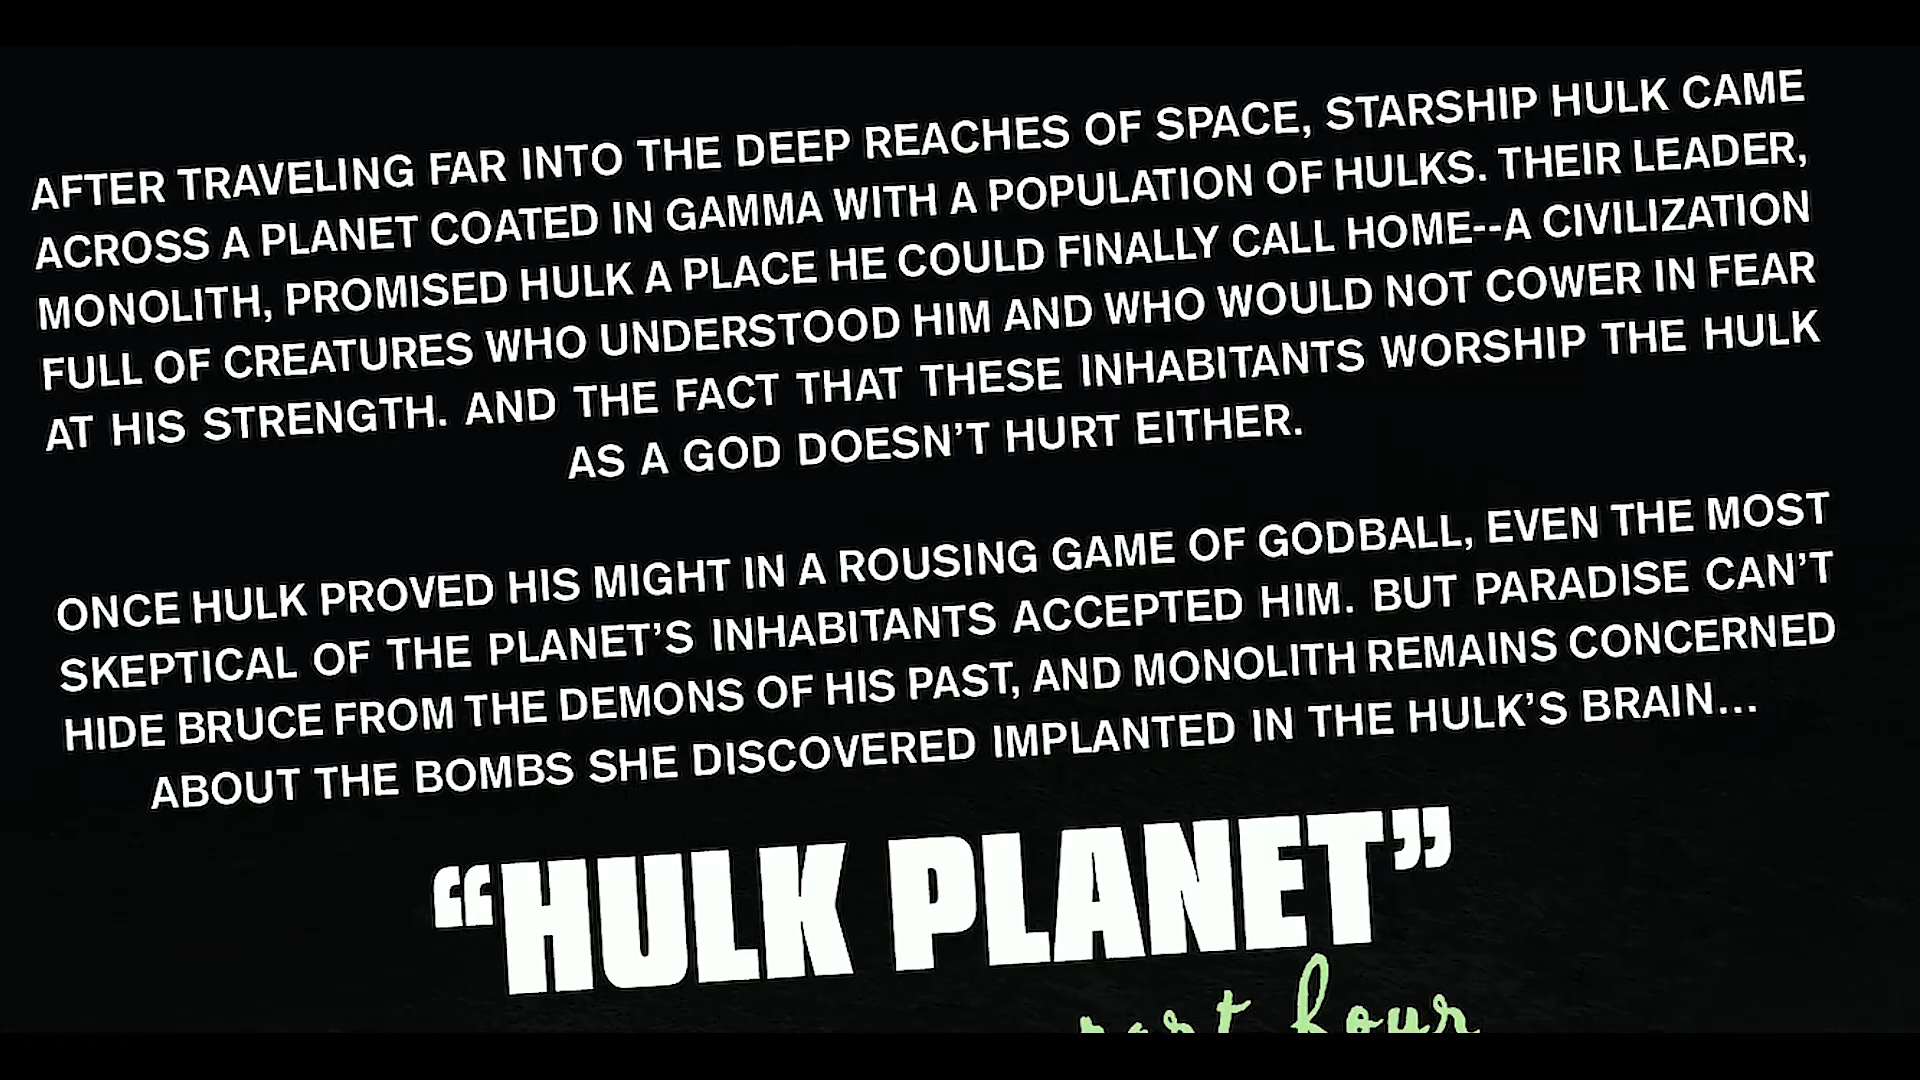 AFTER TRAVELING FAR INTO THE DEEP REACHES OF SPACE, STARSHIP HULK CAME
ACROSS A PLANET COATED IN GAMMA WITH A POPULATION OF HULKS. THEIR LEADER,
MONOLITH, PROMISED HULK A PLACE HE COULD FINALLY CALL HOME--A CIVILIZATION
FULL OF CREATURES WHO UNDERSTOOD HIM AND WHO WOULD NOT COWER IN FEAR
AT HIS STRENGTH. AND THE FACT THAT THESE INHABITANTS WORSHIP THE HULK
AS A GOD DOESN’T HURT EITHER.
ONCE HULK PROVED HIS MIGHT IN A ROUSING GAME OF GODBALL, EVEN THE MOST
SKEPTICAL OF THE PLANET’S INHABITANTS ACCEPTED HIM. BUT PARADISE CAN’T
HIDE BRUCE FROM THE DEMONS OF HIS PAST, AND MONOLITH REMAINS CONCERNED
ABOUT THE BOMBS SHE DISCOVERED IMPLANTED IN THE HULK’S BRAIN...
“HULK PLANET”
part four